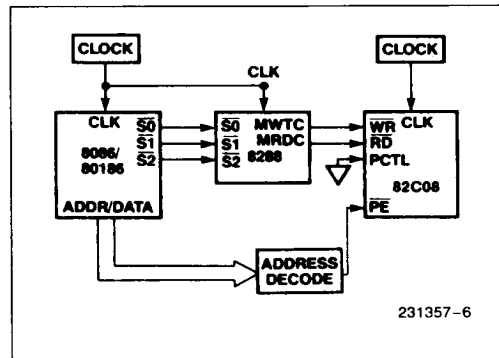 CLOCK
CLOCK
CLK
CLK
S0
S1
S2
8086/
80186
ADDR/DATA
S0
S1
S2
MWTC
MRDC
8288
WR
CLK
RD
PCTL
82C08
PE
ADDRESS
DECODE
231357-6